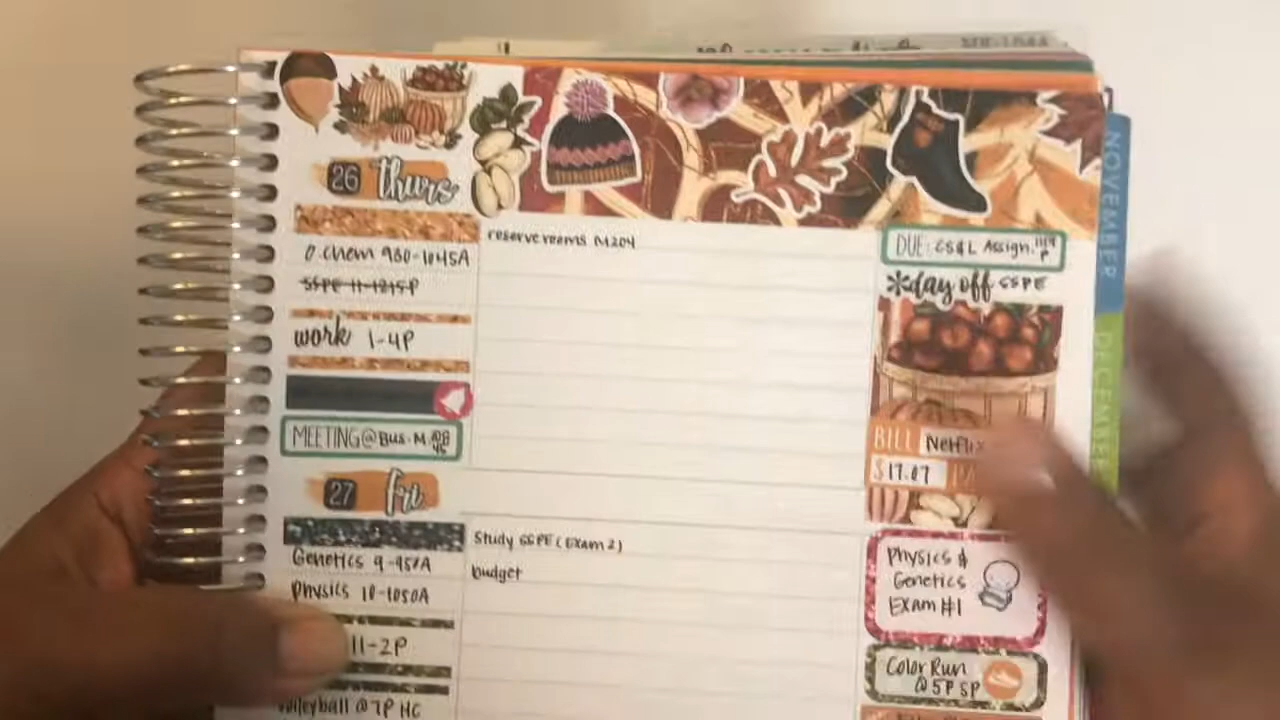 26 thurs
O.chem 930-1045A
SSPE 11-1215P
work 1-4P
MEETING@Bus.M
27 fri
Genetics 9-950A
Physics 10-1050A
11-2P
volleyball @ 7P HC
reserve rooms M204
Study SSPE (Exam 2)
budget
DUE: CS&L Assign. 1159 P
*day off SSPE
BILL Netflix
$17.07
Physics &
Genetics
Exam #1
Color Run
@ 5P SP
NOVEMBER
DECEMBER